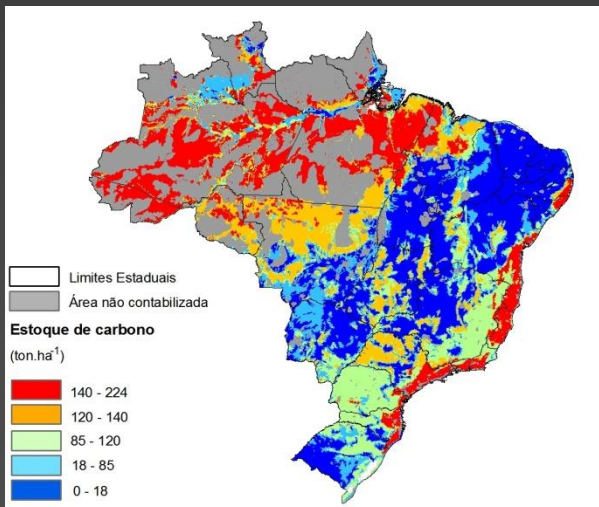 Limites Estaduais
Área não contabilizada
Estoque de carbono
(ton.ha⁻¹)
140 - 224
120 - 140
85 - 120
18 - 85
0 - 18